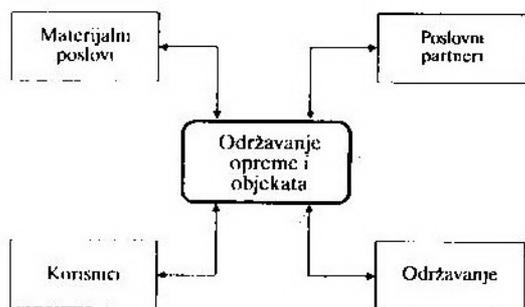 Materijalni
poslovi
Poslovni
partneri
Održavanje
opreme i
objekata
Korisnici
Održavanje